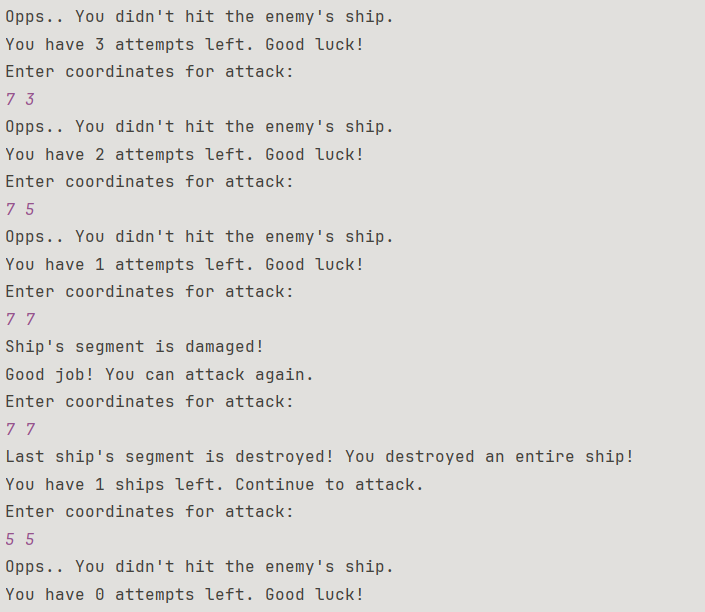 Opps.. You didn't hit the enemy's ship.
You have 3 attempts left. Good luck!
Enter coordinates for attack:
7 3
Opps.. You didn't hit the enemy's ship.
You have 2 attempts left. Good luck!
Enter coordinates for attack:
7 5
Opps.. You didn't hit the enemy's ship.
You have 1 attempts left. Good luck!
Enter coordinates for attack:
7 7
Ship's segment is damaged!
Good job! You can attack again.
Enter coordinates for attack:
7 7
Last ship's segment is destroyed! You destroyed an entire ship!
You have 1 ships left. Continue to attack.
Enter coordinates for attack:
5 5
Opps.. You didn't hit the enemy's ship.
You have 0 attempts left. Good luck!